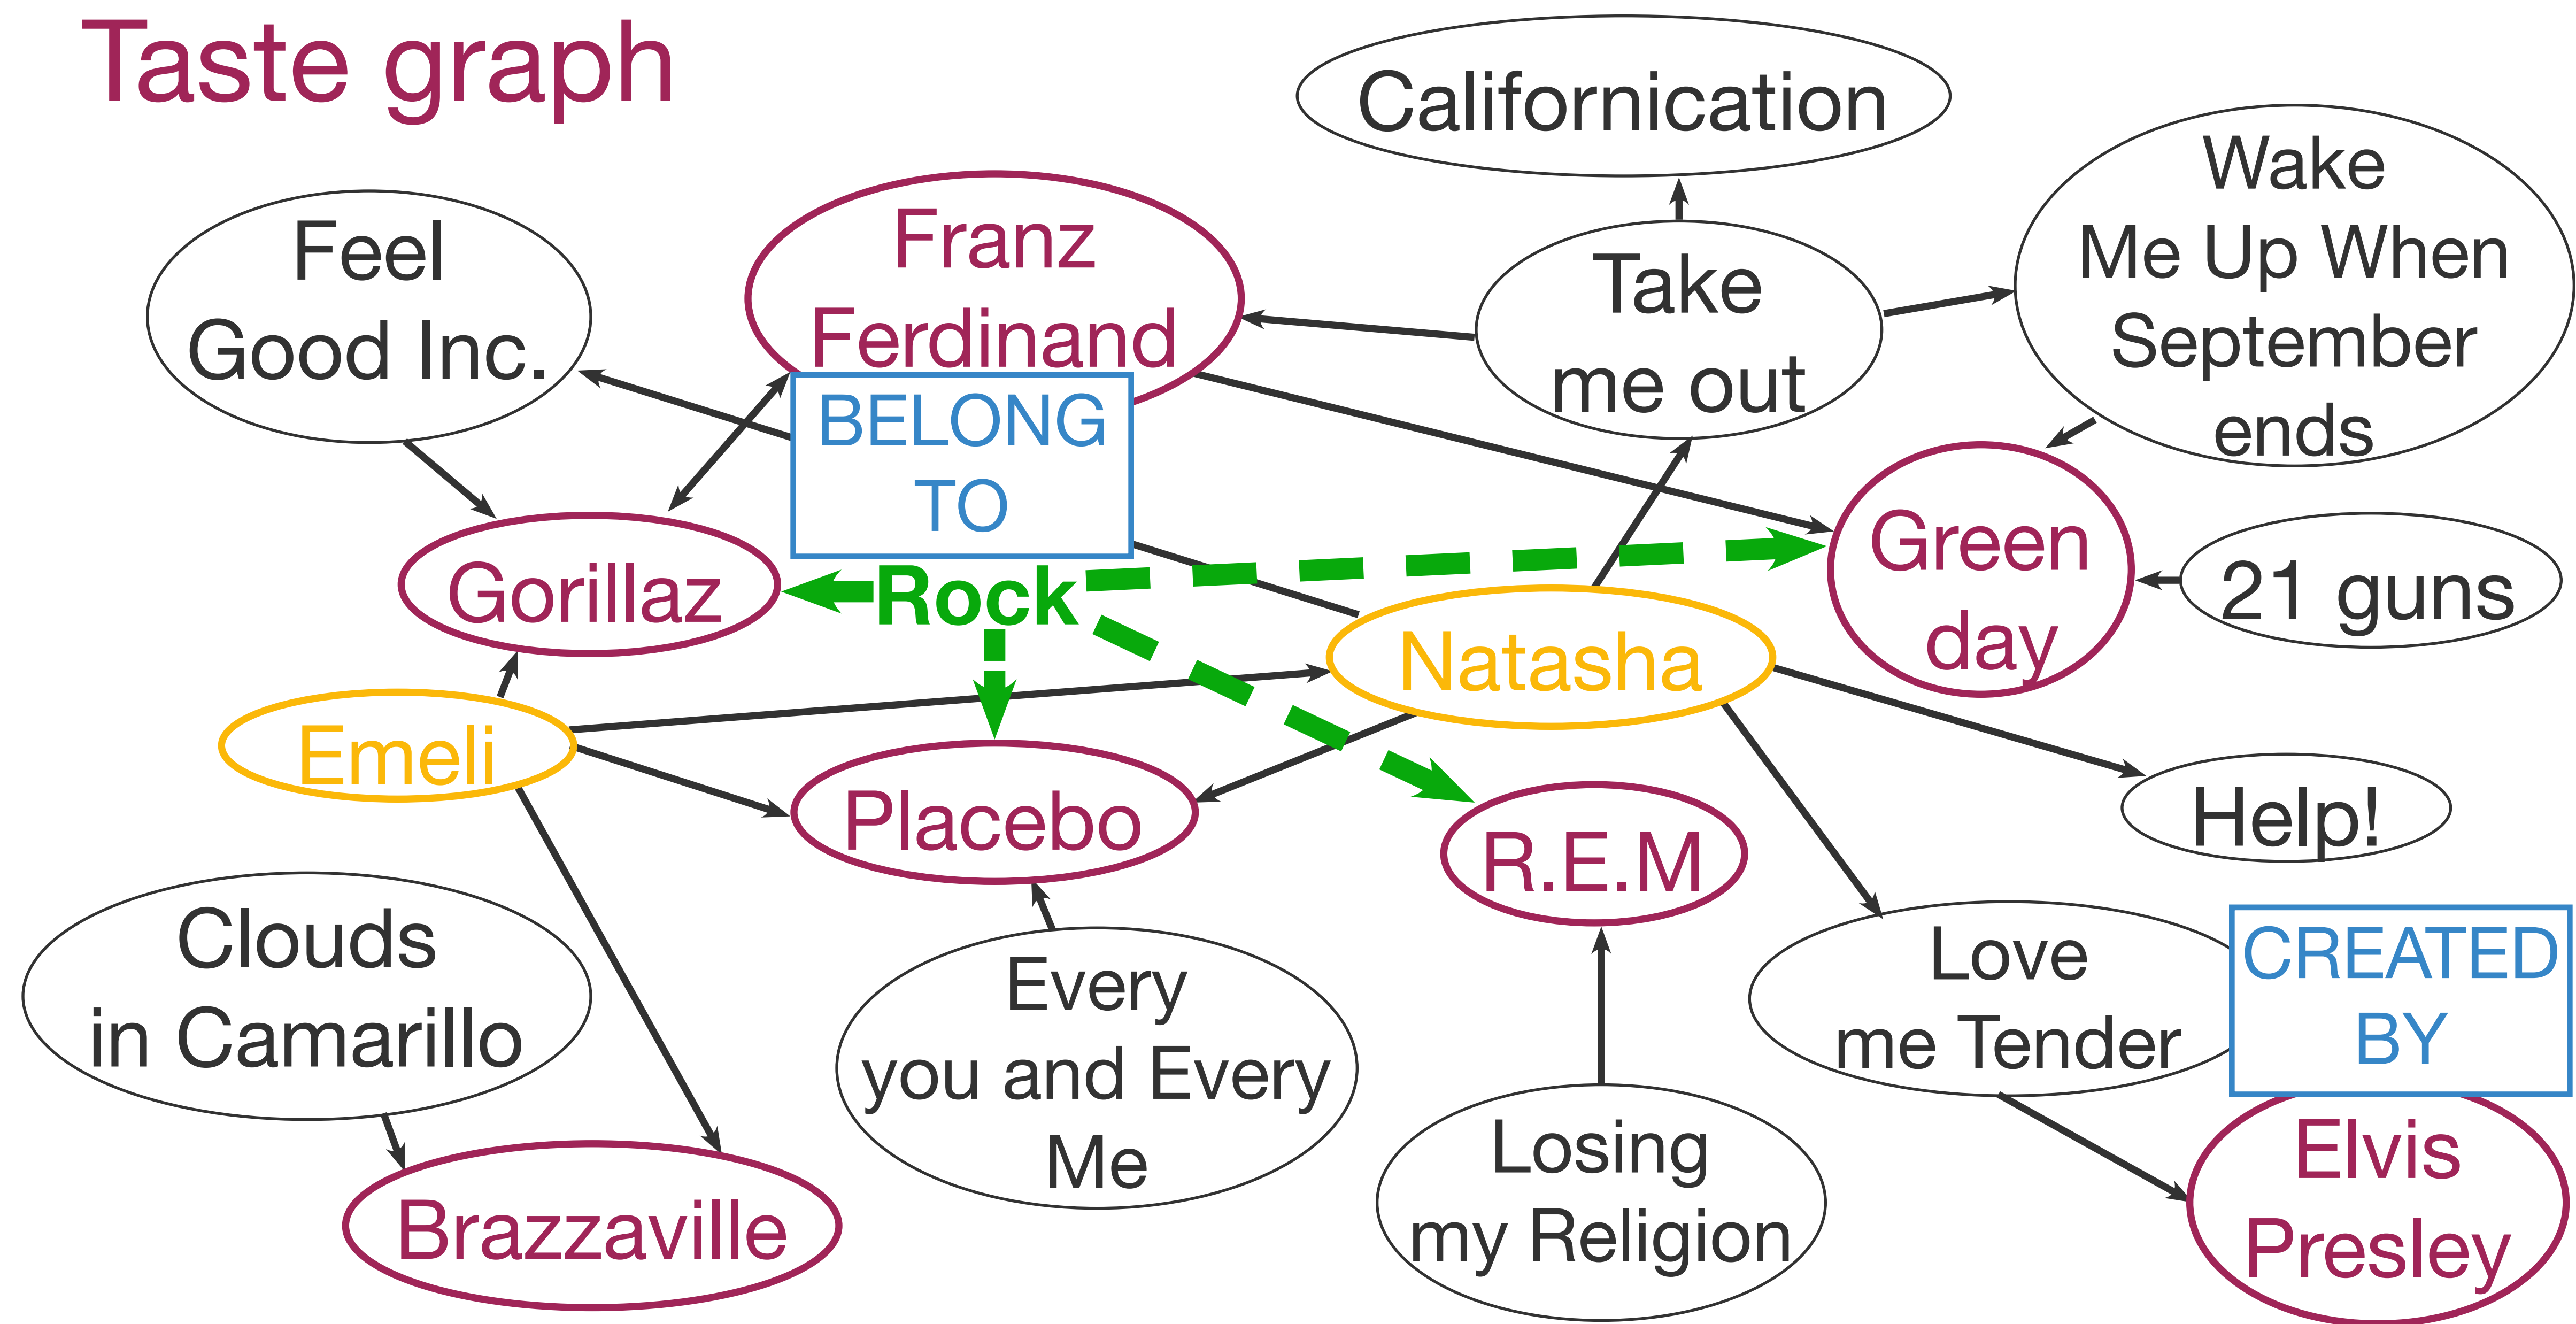 Taste graph
Californication
Wake
Me Up When
September
ends
Feel
Good Inc.
Franz
Ferdinand
Take
me out
BELONG
TO
Green
day
21 guns
Gorillaz
Rock
Natasha
Emeli
Placebo
R.E.M
Help!
Clouds
in Camarillo
Every
you and Every
Me
Love
me Tender
CREATED
BY
Losing
my Religion
Elvis
Presley
Brazzaville